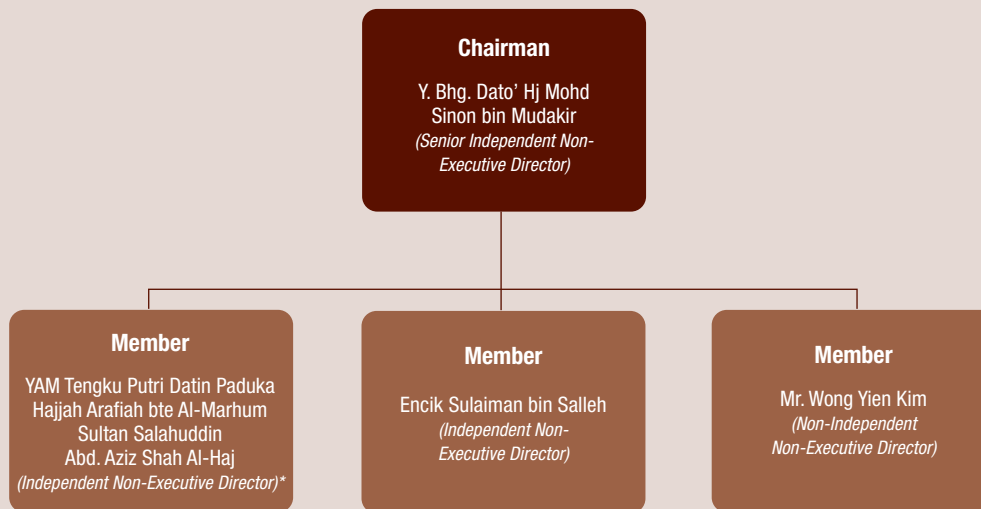 Chairman
Y. Bhg. Dato’ Hj Mohd
Sinon bin Mudakir
(Senior Independent Non-
Executive Director)
Member
YAM Tengku Putri Datin Paduka
Hajjah Arafiah bte Al-Marhum
Sultan Salahuddin
Abd. Aziz Shah Al-Haj
(Independent Non-Executive Director)*
Member
Encik Sulaiman bin Salleh
(Independent Non-
Executive Director)
Member
Mr. Wong Yien Kim
(Non-Independent
Non-Executive Director)